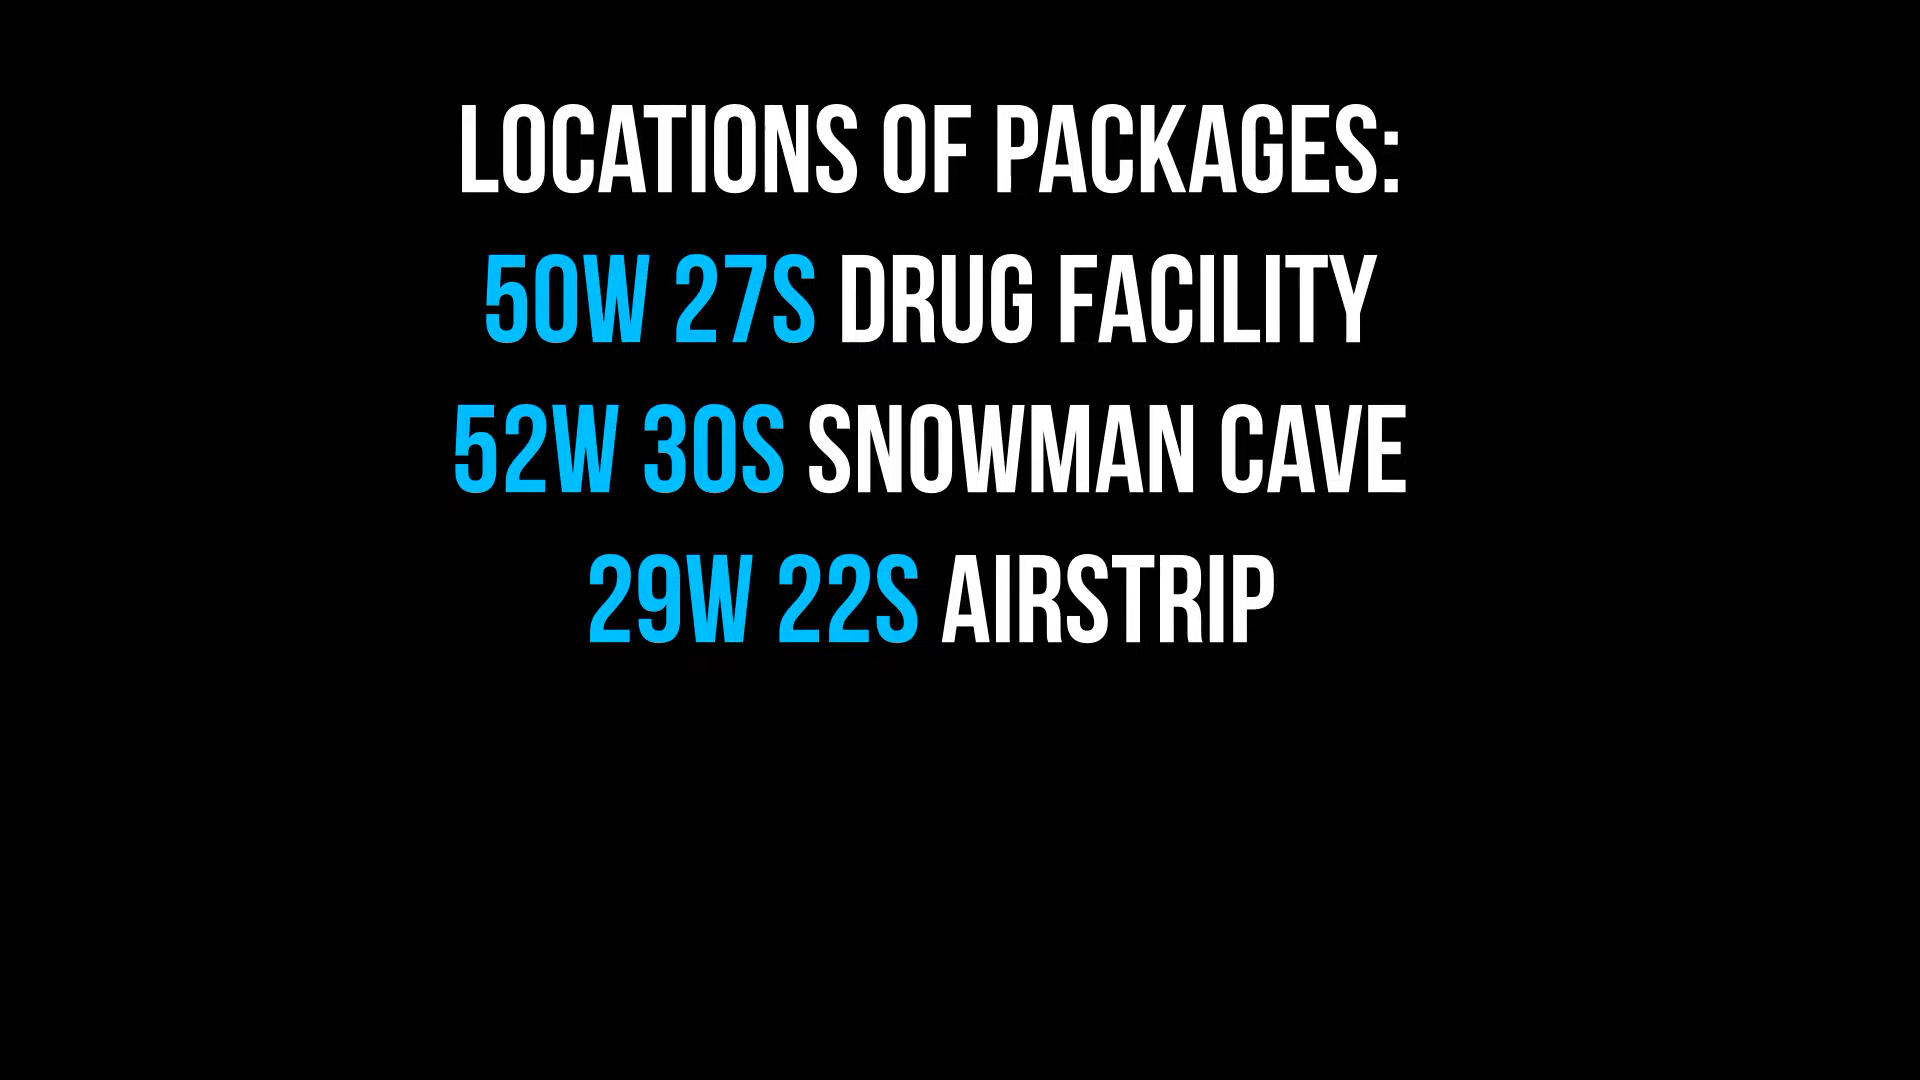 LOCATIONS OF PACKAGES:
50W 27S DRUG FACILITY
52W 30S SNOWMAN CAVE
29W 22S AIRSTRIP